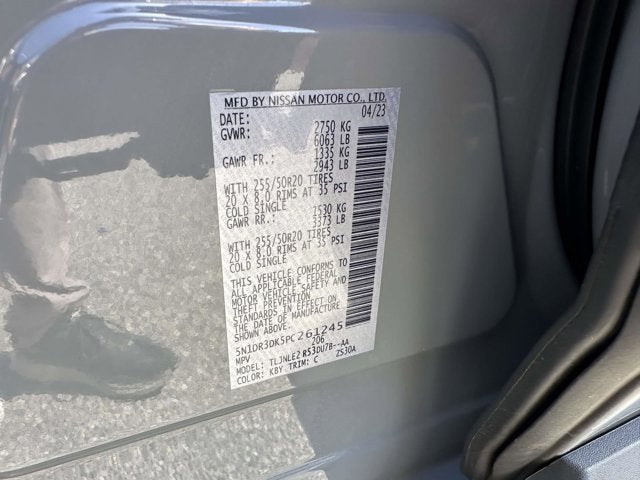 MFD BY NISSAN MOTOR CO., LTD.
DATE: 04/23
GVWR: 2750 KG
6063 LB
GAWR FR.: 1335 KG
2943 LB
WITH 255/50R20 TIRES
20 X 8.0 RIMS AT 35 PSI
COLD SINGLE
GAWR RR.: 1530 KG
3373 LB
WITH 255/50R20 TIRES
20 X 8.0 RIMS AT 35 PSI
COLD SINGLE
THIS VEHICLE CONFORMS TO
ALL APPLICABLE FEDERAL
MOTOR VEHICLE SAFETY AND
THEFT PREVENTION
STANDARDS IN EFFECT ON
THE DATE OF MANUFACTURE
SHOWN ABOVE.
5N1DR3DK5PC261245
MPV 206
MODEL: TLJNLE2 R53DU7B--AA
COLOR: KBY TRIM: C ZS30A